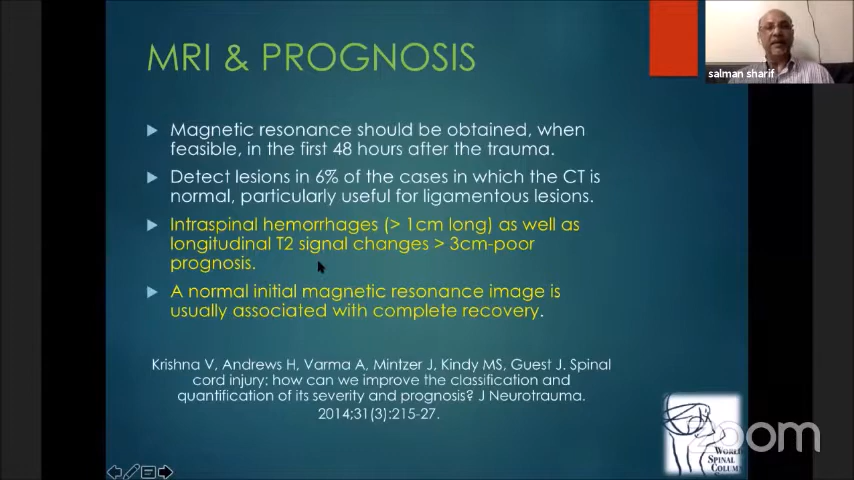 MRI & PROGNOSIS
salman sharif
Magnetic resonance should be obtained, when
feasible, in the first 48 hours after the trauma.
Detect lesions in 6% of the cases in which the CT is
normal, particularly useful for ligamentous lesions.
Intraspinal hemorrhages (> 1cm long) as well as
longitudinal T2 signal changes > 3cm-poor
prognosis.
A normal initial magnetic resonance image is
usually associated with complete recovery.
Krishna V, Andrews H, Varma A, Mintzer J, Kindy MS, Guest J. Spinal
cord injury: how can we improve the classification and
quantification of its severity and prognosis? J Neurotrauma.
2014;31(3):215-27.
zoom
WORLD
SPINAL COLUMN